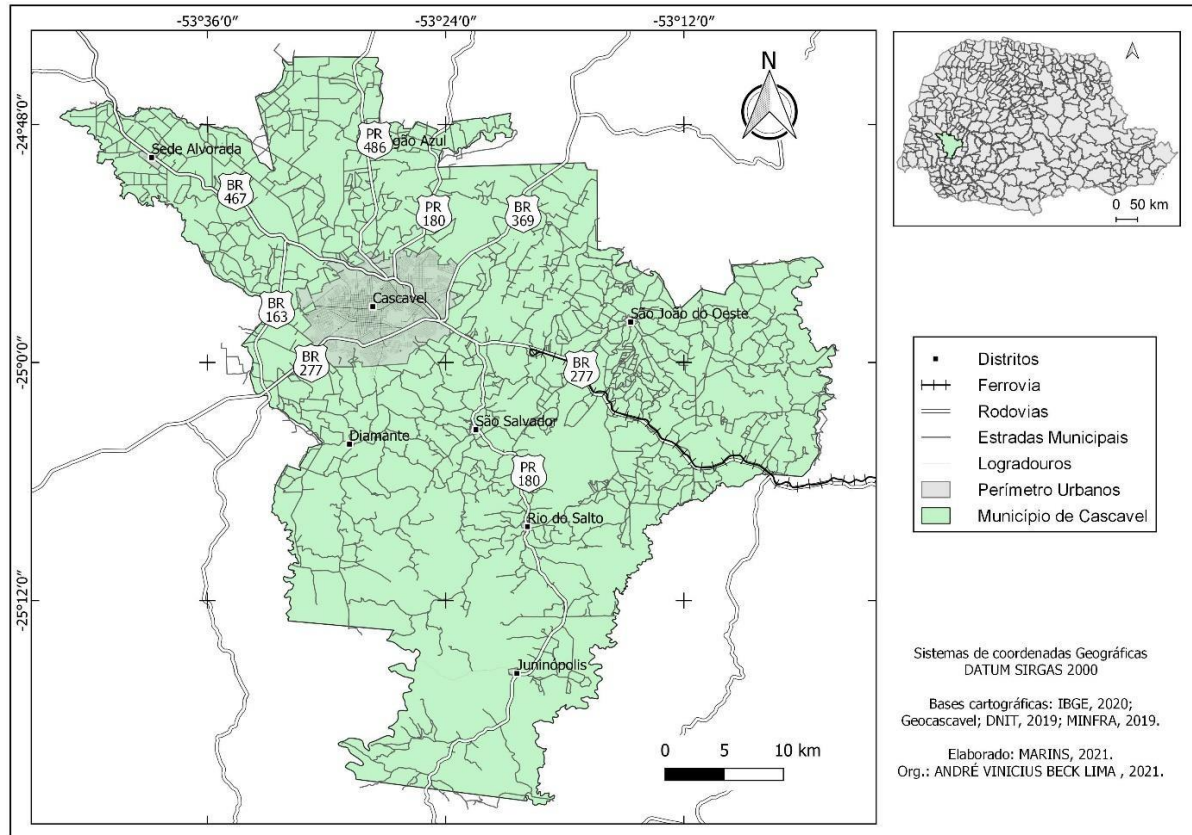 -53°36'0"
-53°24'0"
-53°12'0"
-24°48'0"
-25°0'0"
-25°12'0"
N
Sede Alvorada
PR
486
gão Azul
BR
467
PR
180
BR
369
Cascavel
BR
163
São João do Oeste
BR
277
BR
277
São Salvador
Diamante
PR
180
Rio do Salto
Juninópolis
0 5 10 km
0 50 km
Distritos
Ferrovia
Rodovias
Estradas Municipais
Logradouros
Perímetro Urbanos
Município de Cascavel
Sistemas de coordenadas Geográficas
DATUM SIRGAS 2000
Bases cartográficas: IBGE, 2020;
Geocascavel; DNIT, 2019; MINFRA, 2019.
Elaborado: MARINS, 2021.
Org.: ANDRÉ VINICIUS BECK LIMA , 2021.